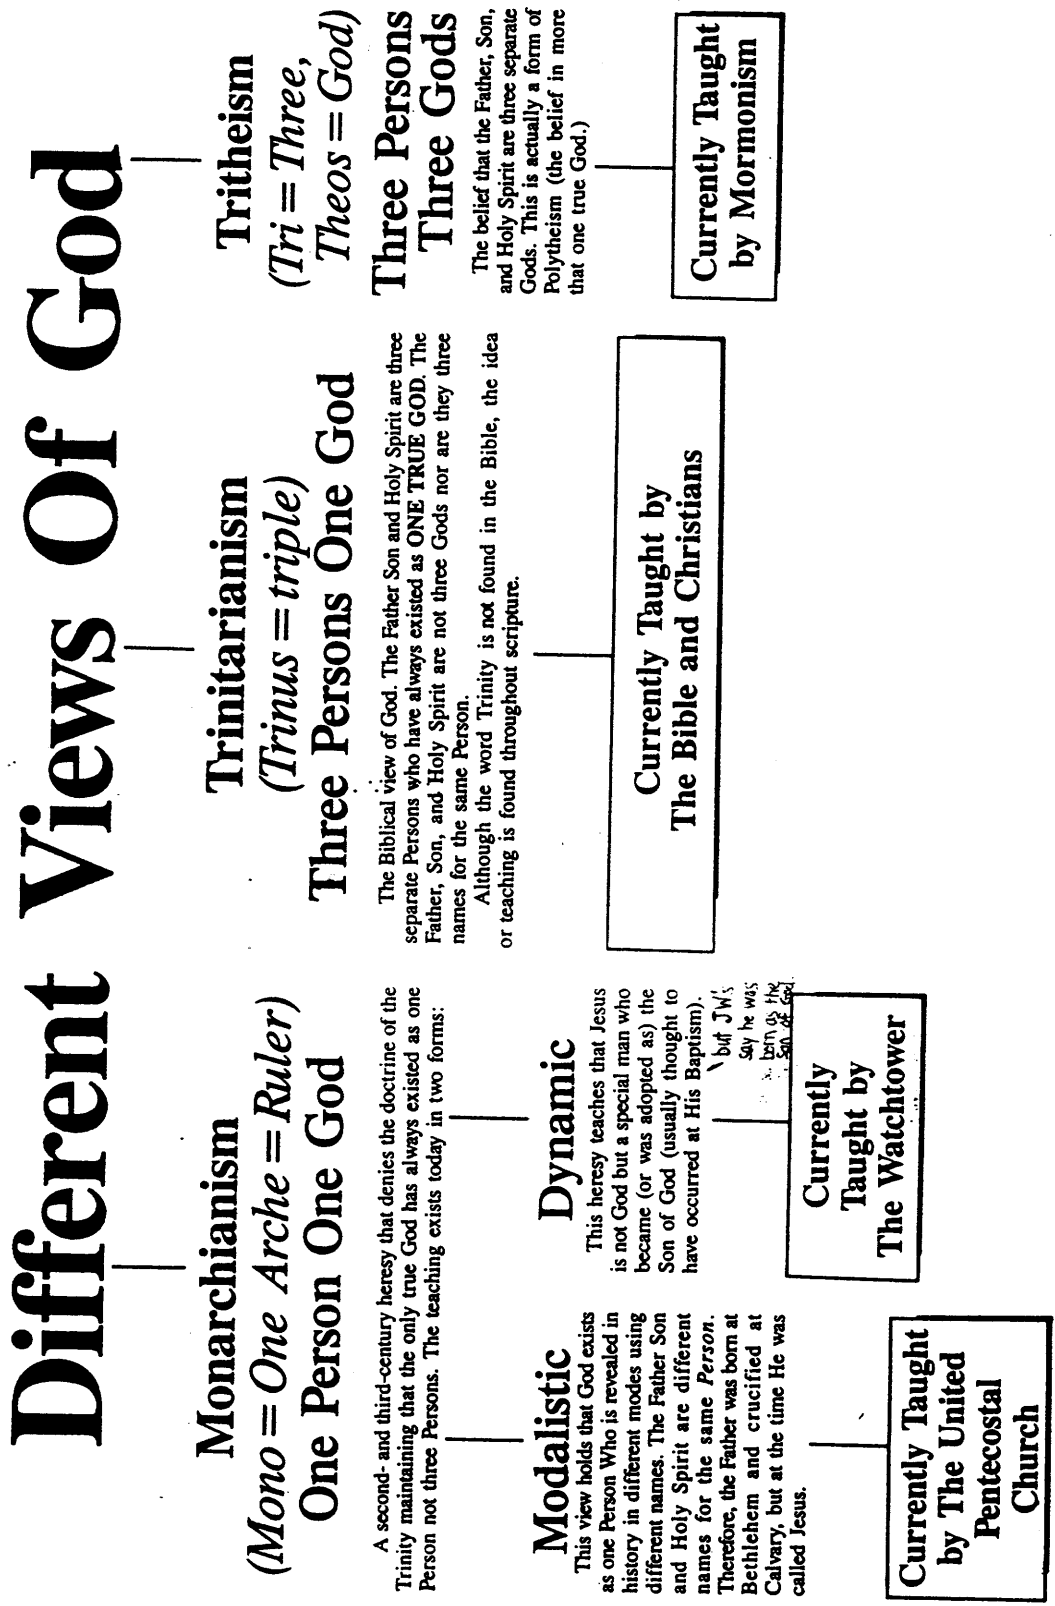 Different Views Of God
Monarchianism
(Mono = One Arche = Ruler)
One Person One God
A second- and third-century heresy that denies the doctrine of the
Trinity maintaining that the only true God has always existed as one
Person not three Persons. The teaching exists today in two forms:
Modalistic
This view holds that God exists
as one Person Who is revealed in
history in different modes using
different names. The Father Son
and Holy Spirit are different
names for the same Person.
Therefore, the Father was born at
Bethlehem and crucified at
Calvary, but at the time He was
called Jesus.
Currently Taught
by The United
Pentecostal
Church
Dynamic
This heresy teaches that Jesus
is not God but a special man who
became (or was adopted as) the
Son of God (usually thought to
have occurred at His Baptism).
but JW's
say he was
born as the
son of God.
Currently
Taught by
The Watchtower
Trinitarianism
(Trinus = triple)
Three Persons One God
The Biblical view of God. The Father Son and Holy Spirit are three
separate Persons who have always existed as ONE TRUE GOD. The
Father, Son, and Holy Spirit are not three Gods nor are they three
names for the same Person.
Although the word Trinity is not found in the Bible, the idea
or teaching is found throughout scripture.
Currently Taught by
The Bible and Christians
Tritheism
(Tri = Three,
Theos = God)
Three Persons
Three Gods
The belief that the Father, Son,
and Holy Spirit are three separate
Gods. This is actually a form of
Polytheism (the belief in more
that one true God.)
Currently Taught
by Mormonism